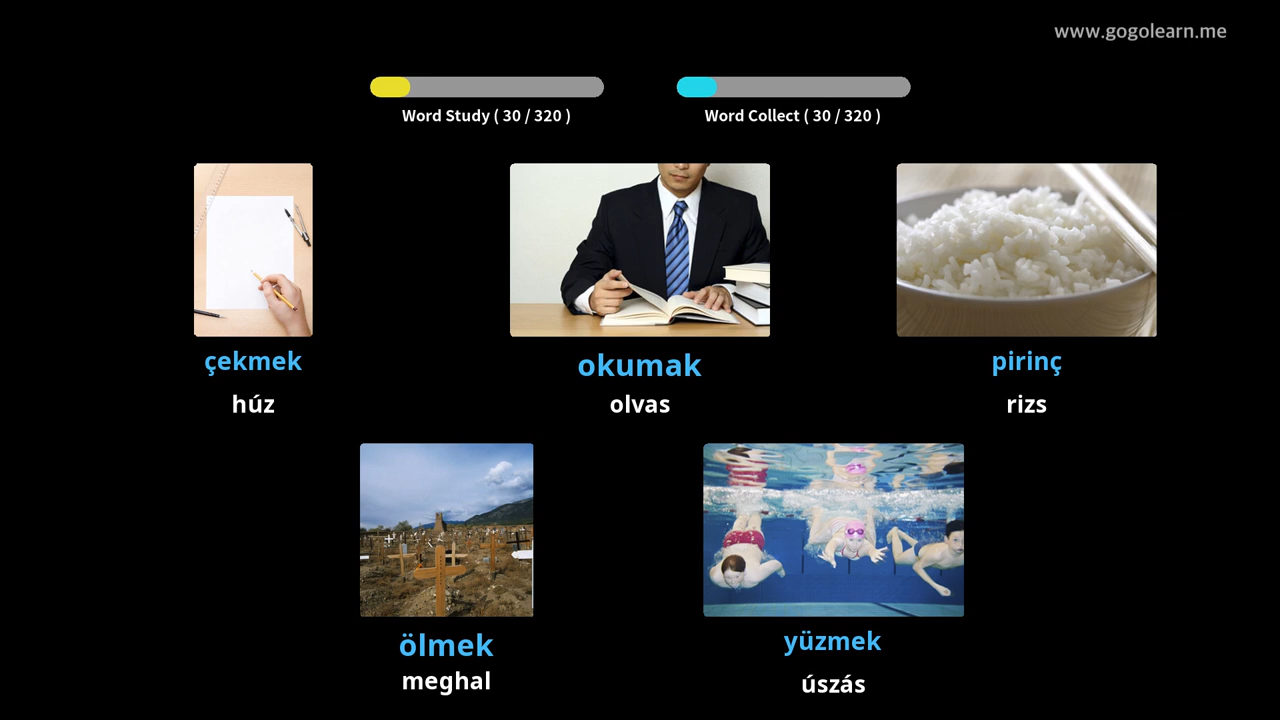 www.gogolearn.me
Word Study ( 30 / 320 )
Word Collect ( 30 / 320 )
çekmek
húz
okumak
olvas
pirinç
rizs
ölmek
meghal
yüzmek
úszás